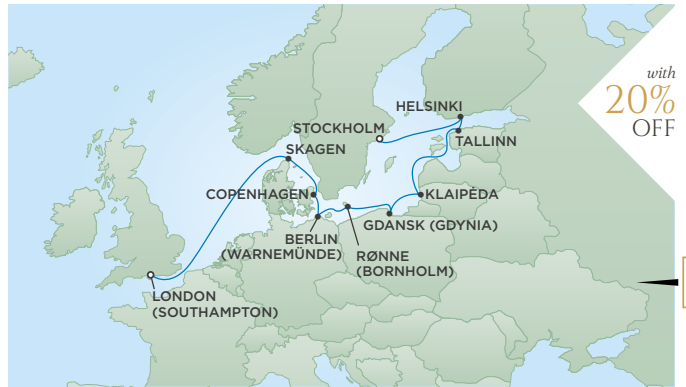 with
20%
OFF
HELSINKI
STOCKHOLM
TALLINN
SKAGEN
COPENHAGEN
KLAIPĖDA
GDANSK (GDYNIA)
BERLIN
(WARNEMÜNDE)
RØNNE
(BORNHOLM)
LONDON
(SOUTHAMPTON)